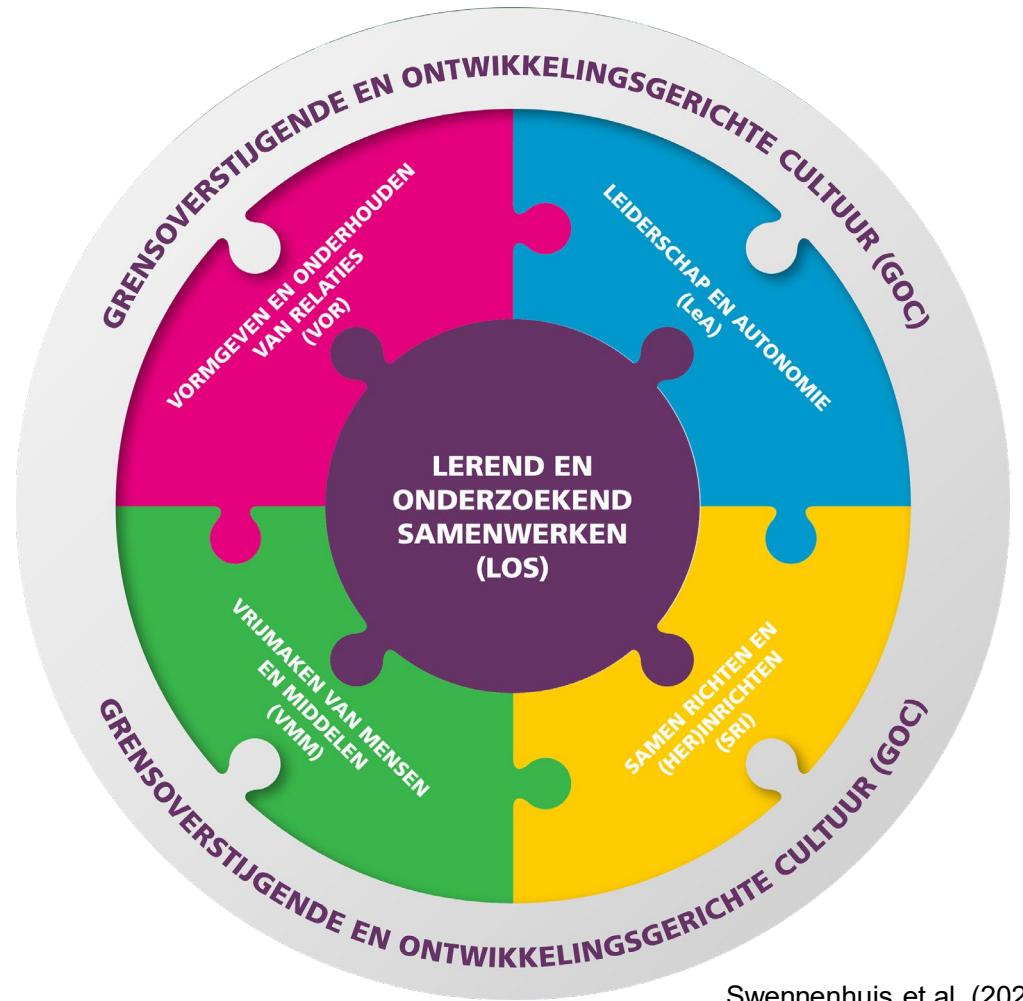 GRENSOVERSTIJGENDE EN ONTWIKKELINGSGERICHTE CULTUUR (GOC)
VORMGEVEN EN ONDERHOUDEN
VAN RELATIES
(VOR)
LEIDERSCHAP EN AUTONOMIE
(LeA)
LEREND EN
ONDERZOEKEND
SAMENWERKEN
(LOS)
VRIJMAKEN VAN MENSEN
EN MIDDELEN
(VMM)
SAMEN RICHTEN EN
(HER)INRICHTEN
(SRI)
GRENSOVERSTIJGENDE EN ONTWIKKELINGSGERICHTE CULTUUR (GOC)
Swennenhuis et al. (202